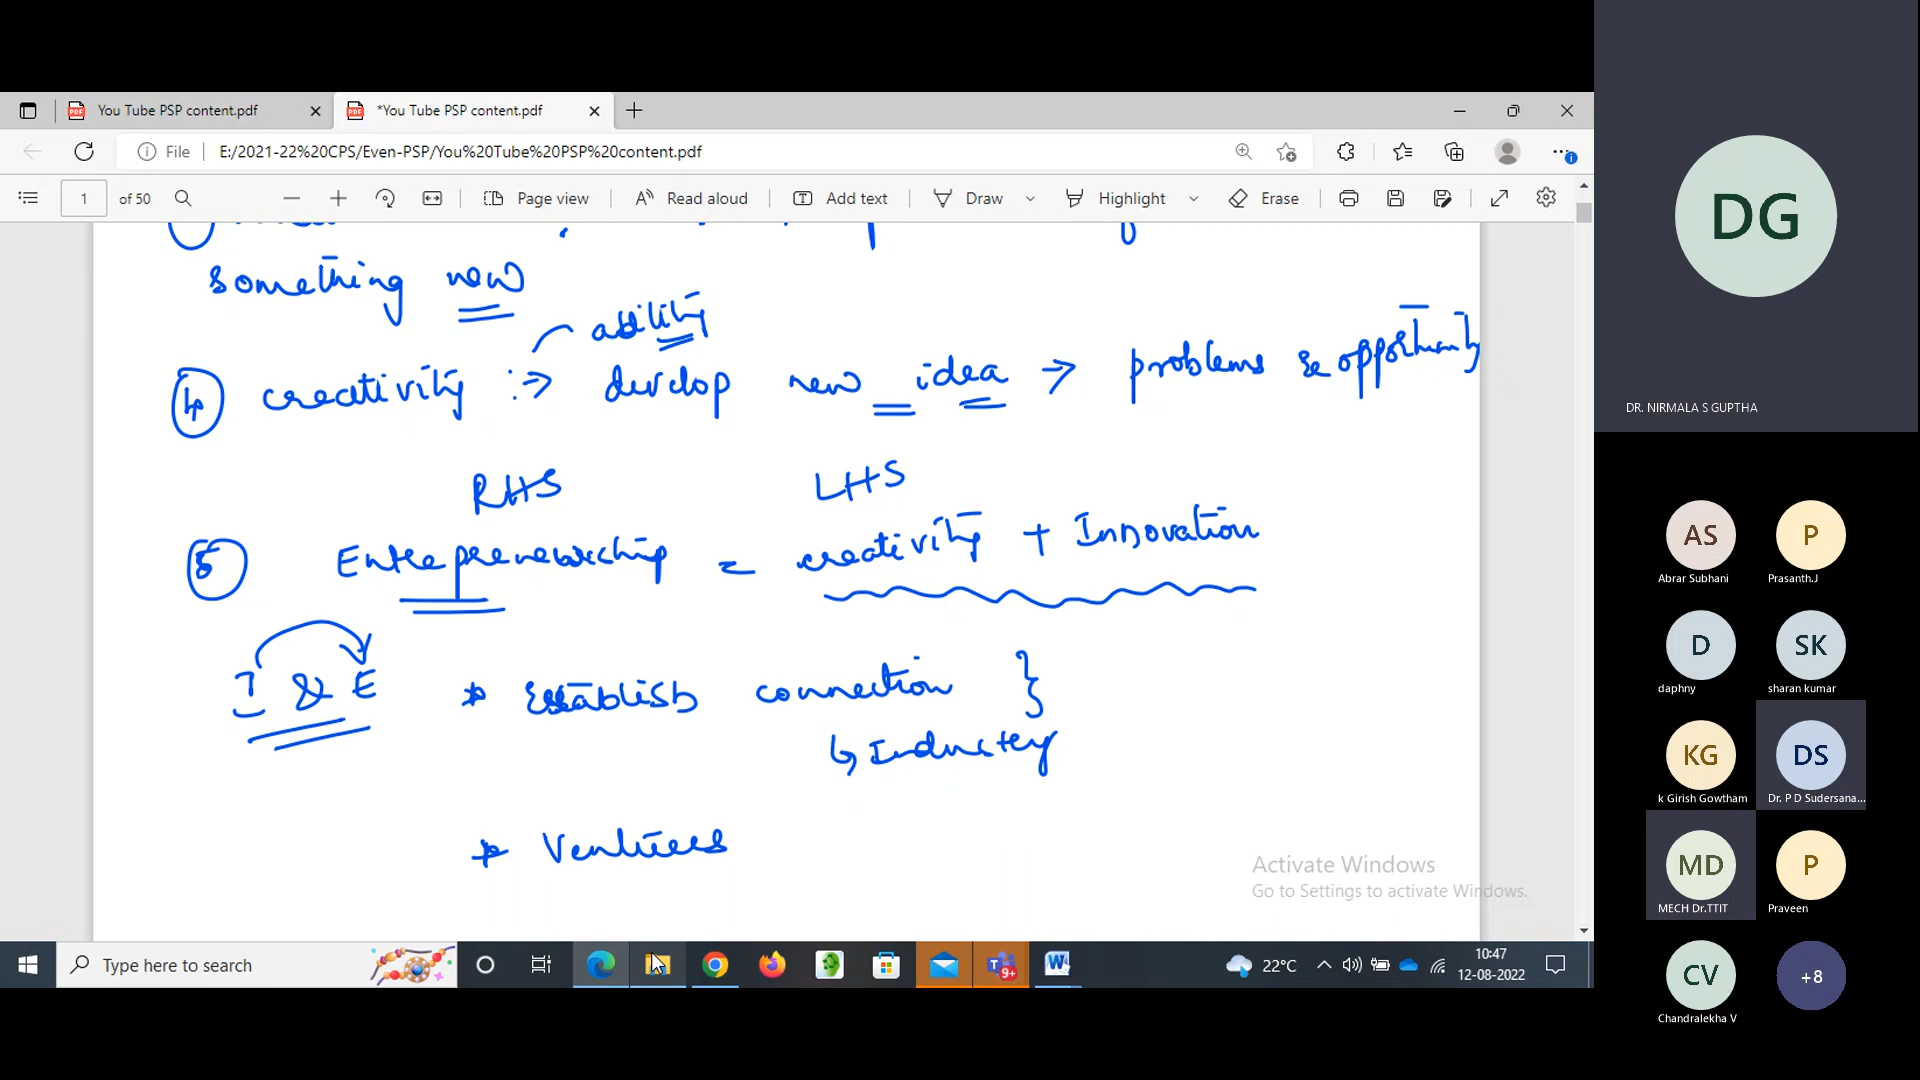 You Tube PSP content.pdf
*You Tube PSP content.pdf
File
E:/2021-22%20CPS/Even-PSP/You%20Tube%20PSP%20content.pdf
1 of 50
Page view
Read aloud
Add text
Draw
Highlight
Erase
something new
ability
4 creativity :→ develop new idea → problems & opportunity
RHS LHS
5 Entrepreneurship = creativity + Innovation
I & E * Establish connection }
↳ Industry
* Ventures
Activate Windows
Go to Settings to activate Windows.
Type here to search
9+
22°C
10:47
12-08-2022
DG
DR. NIRMALA S GUPTHA
AS
Abrar Subhani
P
Prasanth.J
D
daphny
SK
sharan kumar
KG
k Girish Gowtham
DS
Dr. P D Sudersana...
MD
MECH Dr.TTIT
P
Praveen
CV
Chandralekha V
+8